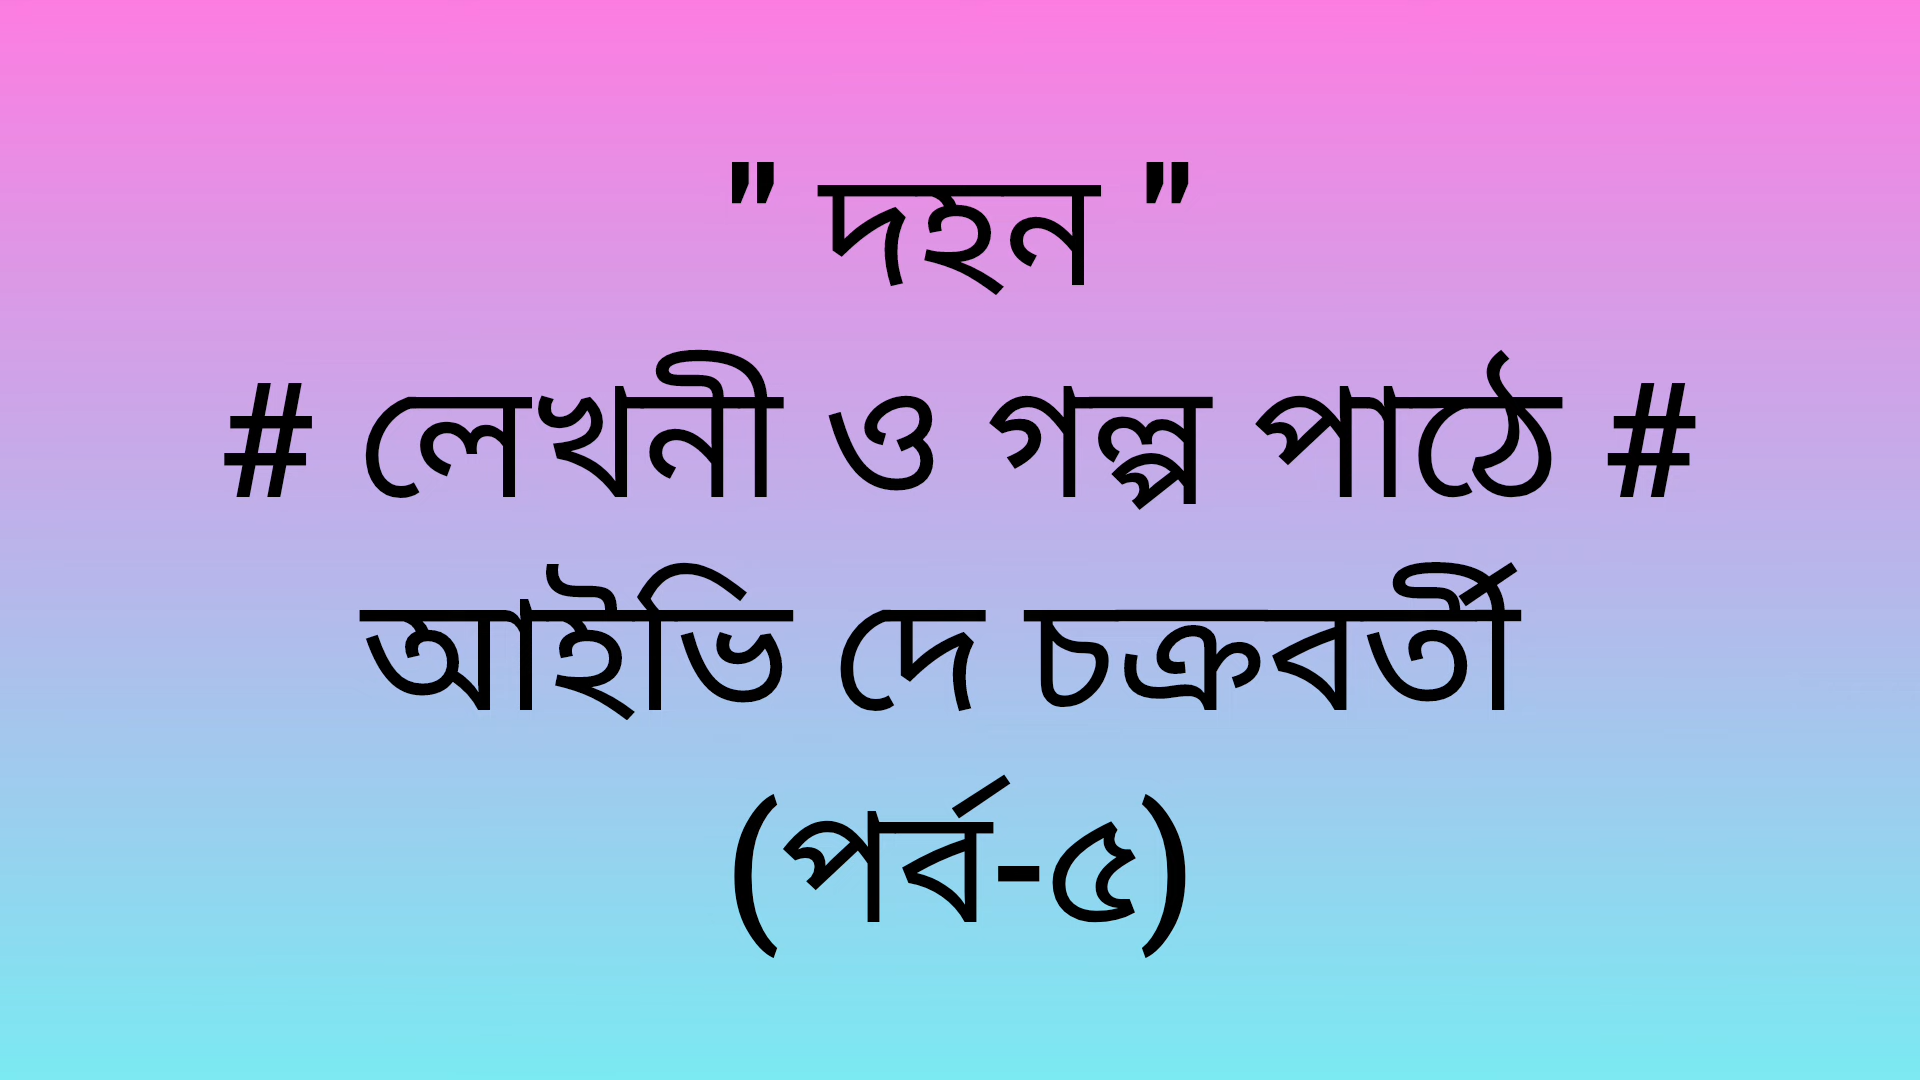 " দহন "
# লেখনী ও গল্প পাঠে #
আইভি দে চক্রবর্তী
(পর্ব-৫)